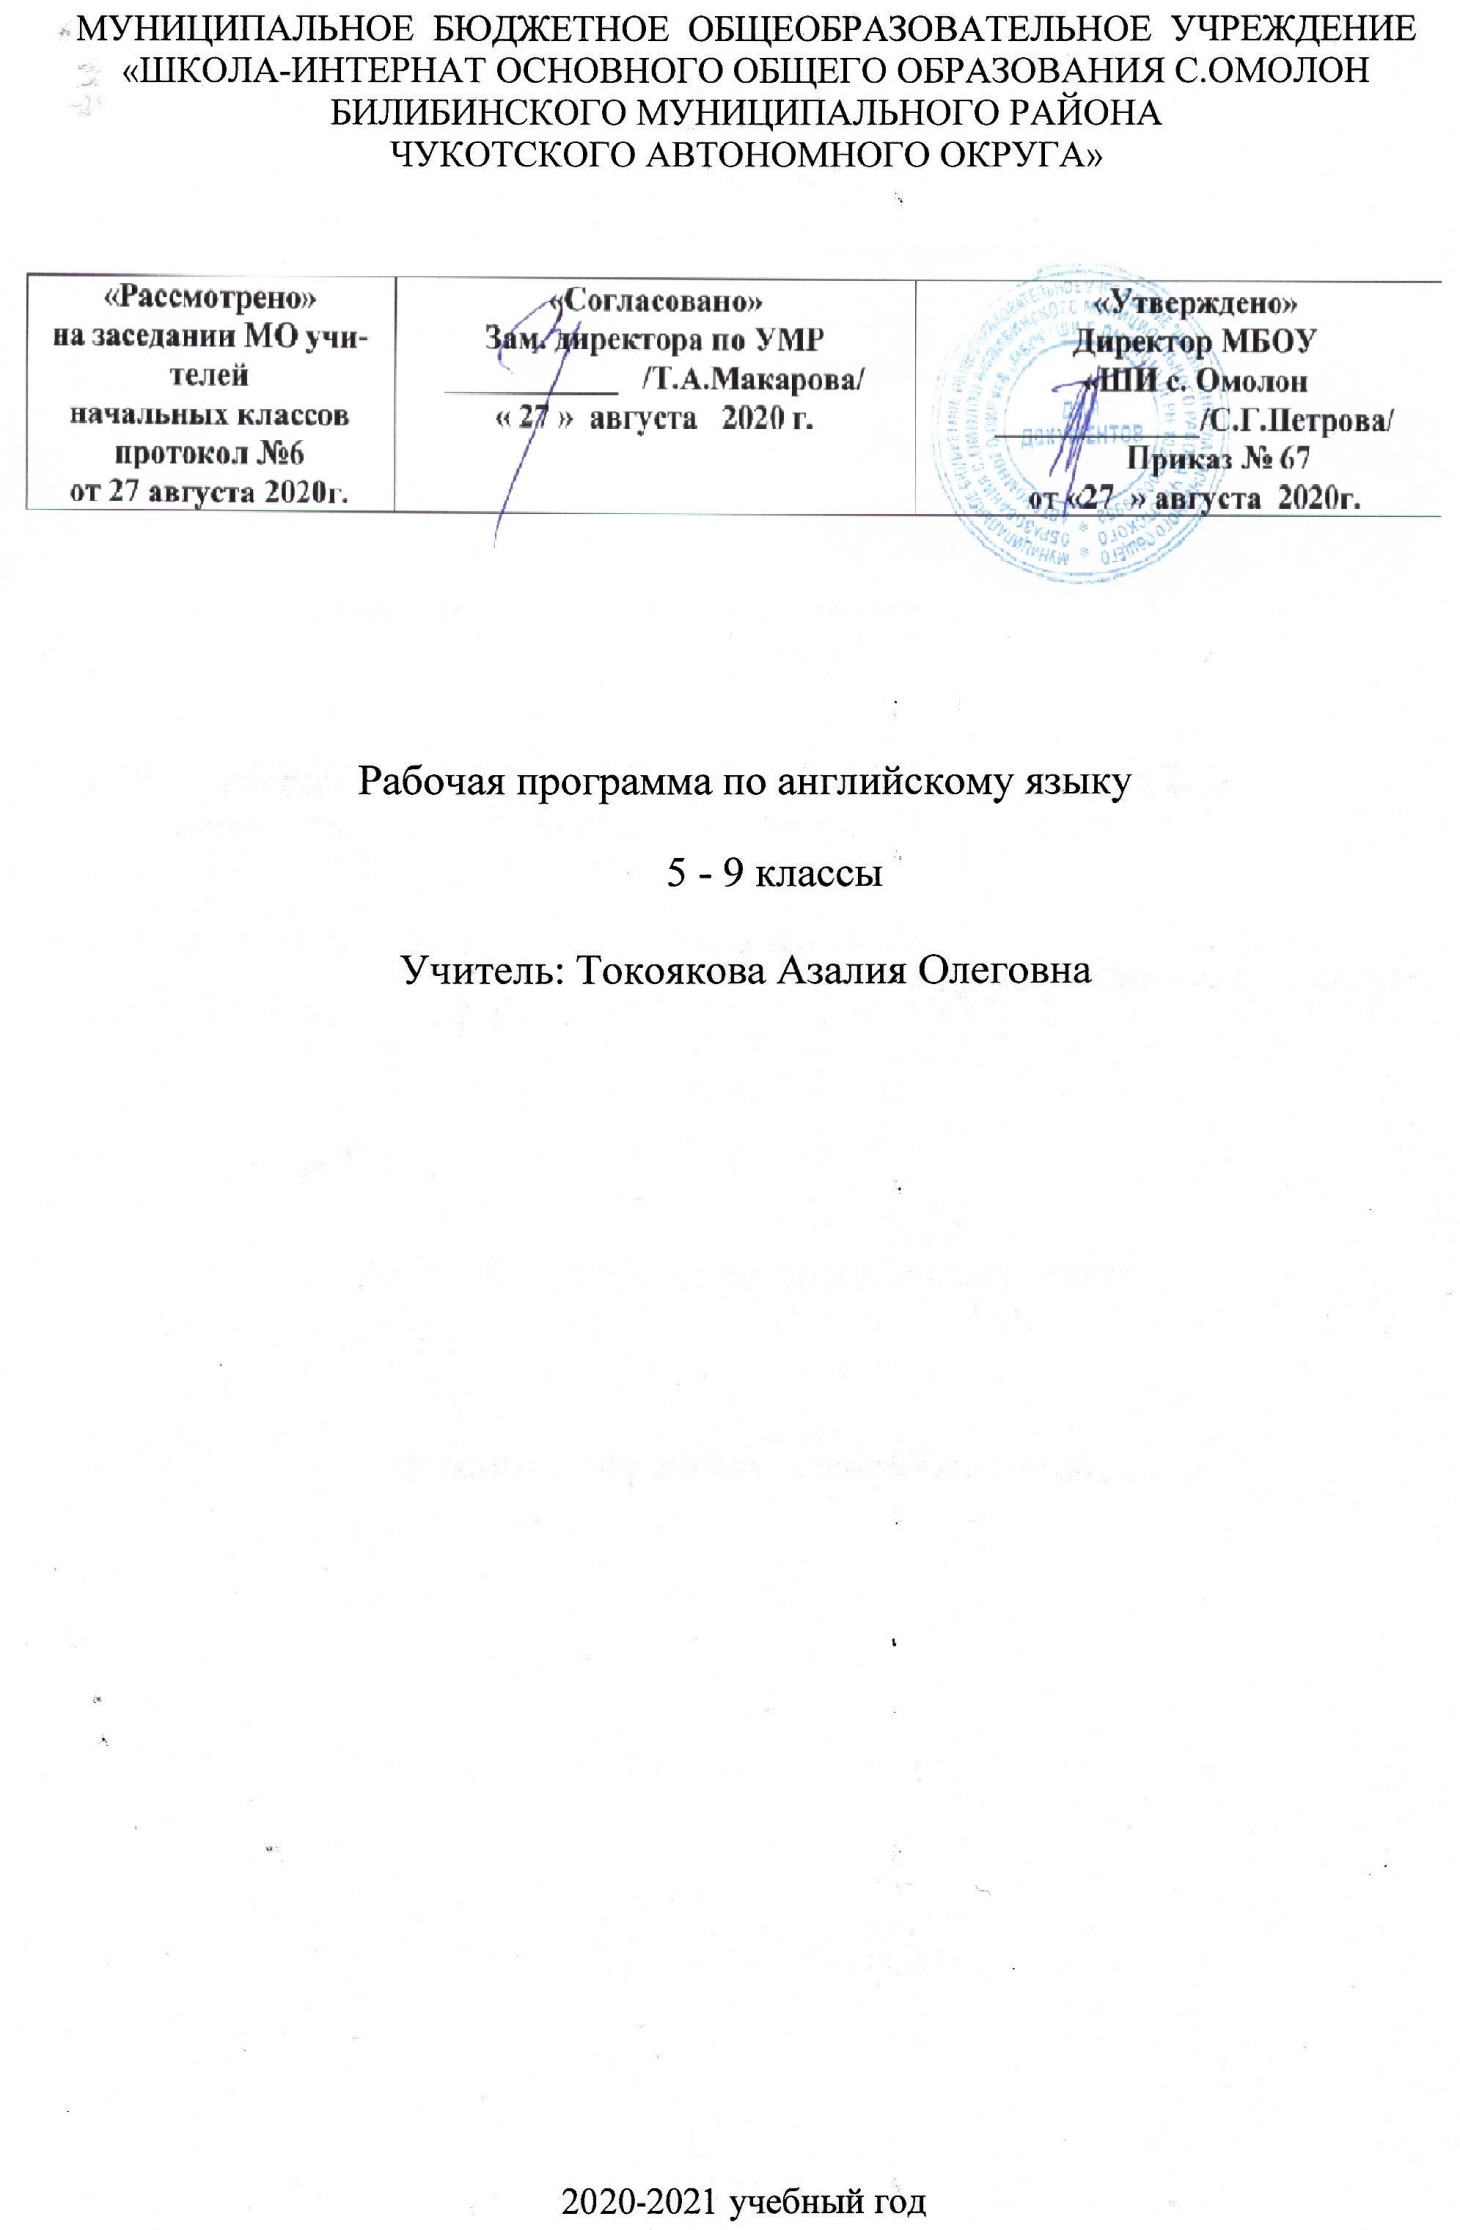 МУНИЦИПАЛЬНОЕ БЮДЖЕТНОЕ ОБЩЕОБРАЗОВАТЕЛЬНОЕ УЧРЕЖДЕНИЕ
«ШКОЛА-ИНТЕРНАТ ОСНОВНОГО ОБЩЕГО ОБРАЗОВАНИЯ С.ОМОЛОН
БИЛИБИНСКОГО МУНИЦИПАЛЬНОГО РАЙОНА
ЧУКОТСКОГО АВТОНОМНОГО ОКРУГА»
«Рассмотрено»
на заседании МО учи-
телей
начальных классов
протокол №6
от 27 августа 2020г.
«Согласовано»
Зам. директора по УМР
____________ /Т.А.Макарова/
« 27 » августа 2020 г.
«Утверждено»
Директор МБОУ
«ШИ с. Омолон
______________/С.Г.Петрова/
Приказ № 67
от «27 » августа 2020г.
ДОКУМЕНТОВ
Рабочая программа по английскому языку
5 - 9 классы
Учитель: Токоякова Азалия Олеговна
2020-2021 учебный год